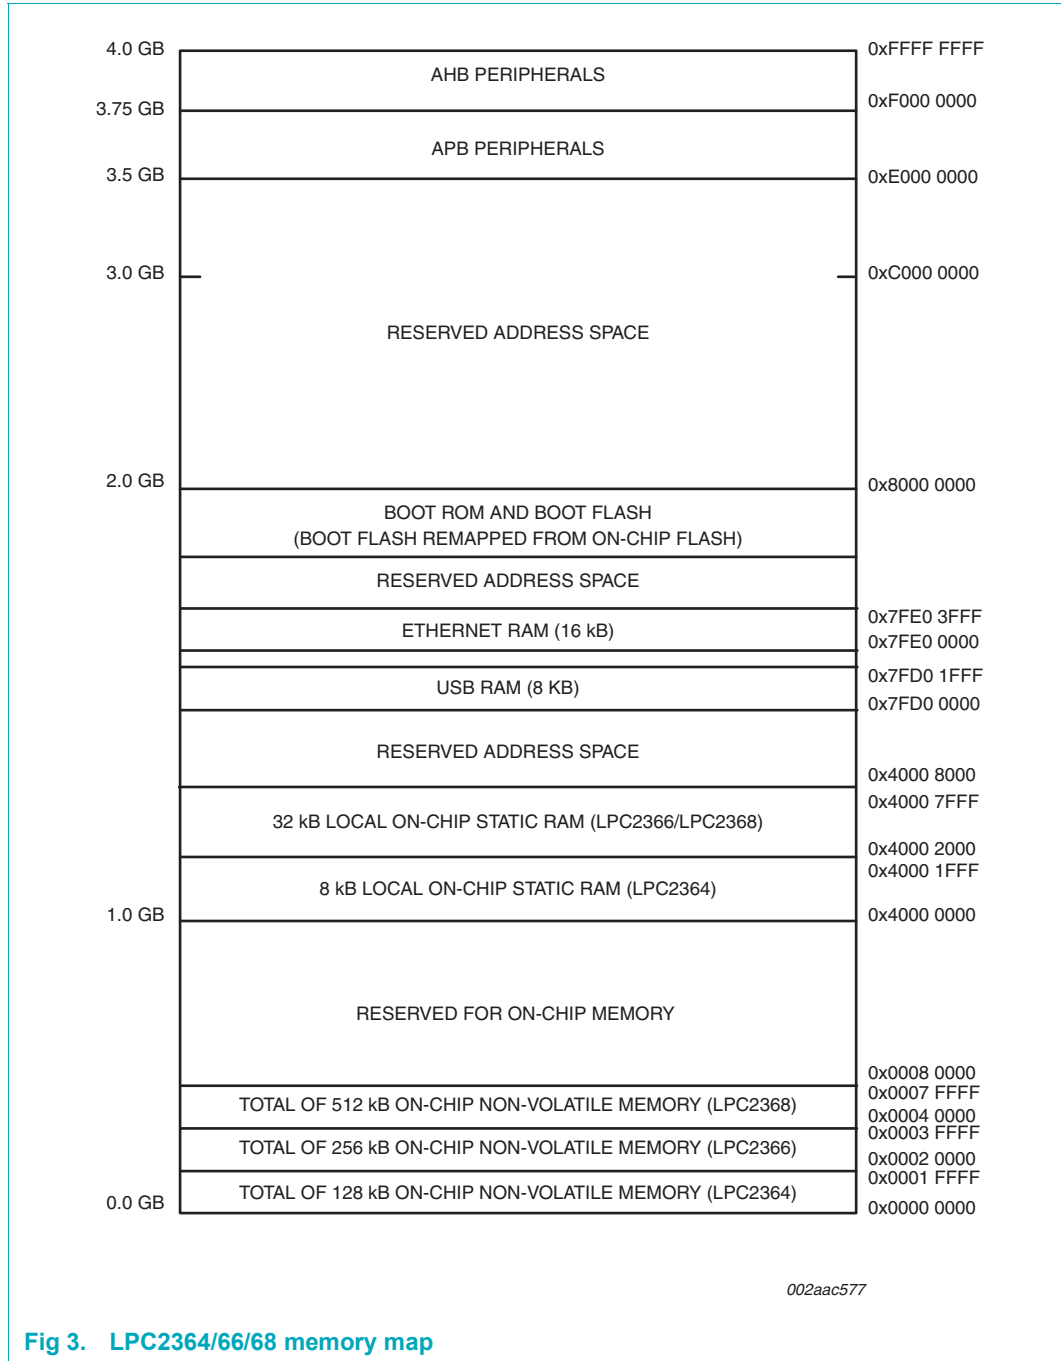 4.0 GB 0xFFFF FFFF
AHB PERIPHERALS
3.75 GB 0xF000 0000
APB PERIPHERALS
3.5 GB 0xE000 0000
3.0 GB 0xC000 0000
RESERVED ADDRESS SPACE
2.0 GB 0x8000 0000
BOOT ROM AND BOOT FLASH
(BOOT FLASH REMAPPED FROM ON-CHIP FLASH)
RESERVED ADDRESS SPACE
0x7FE0 3FFF
ETHERNET RAM (16 kB)
0x7FE0 0000
0x7FD0 1FFF
USB RAM (8 KB)
0x7FD0 0000
RESERVED ADDRESS SPACE
0x4000 8000
0x4000 7FFF
32 kB LOCAL ON-CHIP STATIC RAM (LPC2366/LPC2368)
0x4000 2000
0x4000 1FFF
8 kB LOCAL ON-CHIP STATIC RAM (LPC2364)
1.0 GB 0x4000 0000
RESERVED FOR ON-CHIP MEMORY
0x0008 0000
0x0007 FFFF
TOTAL OF 512 kB ON-CHIP NON-VOLATILE MEMORY (LPC2368)
0x0004 0000
0x0003 FFFF
TOTAL OF 256 kB ON-CHIP NON-VOLATILE MEMORY (LPC2366)
0x0002 0000
0x0001 FFFF
TOTAL OF 128 kB ON-CHIP NON-VOLATILE MEMORY (LPC2364)
0.0 GB 0x0000 0000
002aac577
Fig 3. LPC2364/66/68 memory map